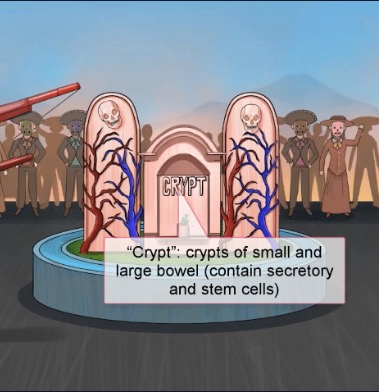 CRYPT
“Crypt”: crypts of small and
large bowel (contain secretory
and stem cells)